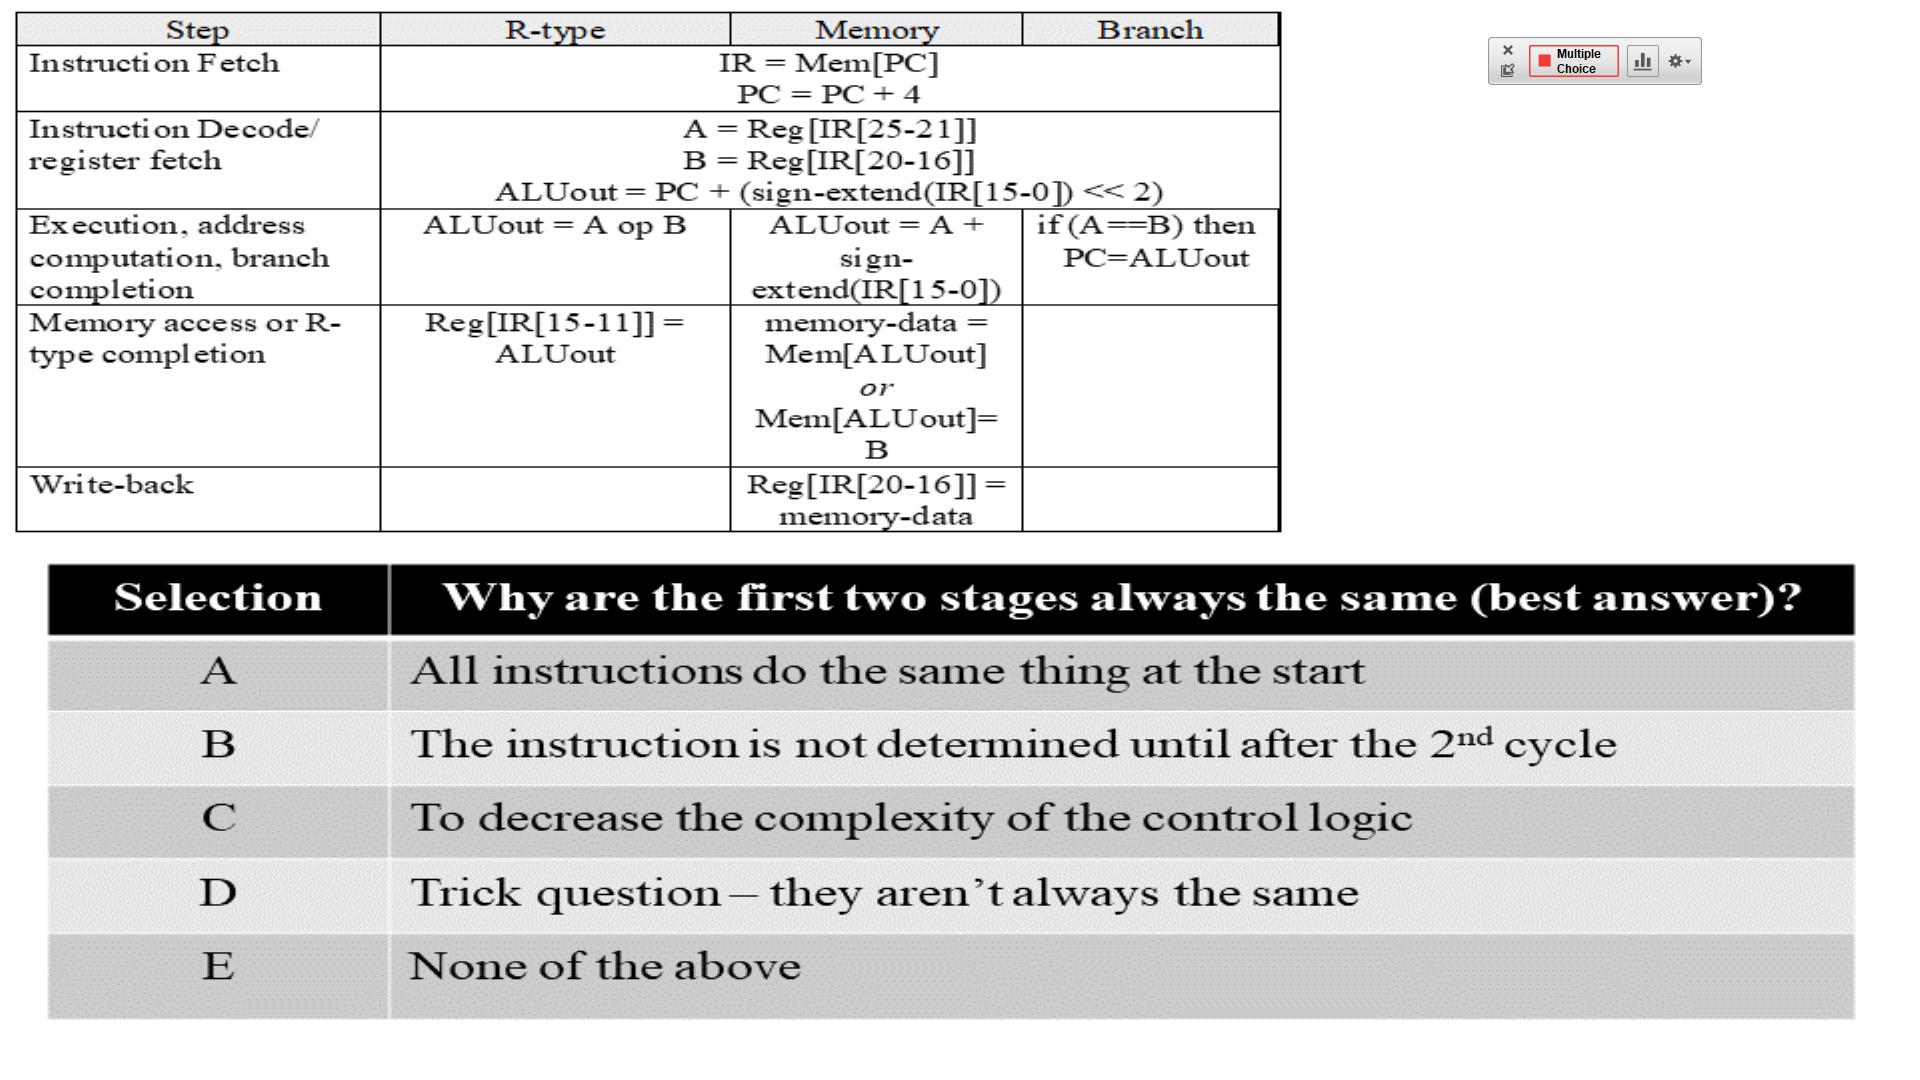 Step R-type Memory Branch
Instruction Fetch
IR = Mem[PC]
PC = PC + 4
Instruction Decode/
register fetch
A = Reg[IR[25-21]]
B = Reg[IR[20-16]]
ALUout = PC + (sign-extend(IR[15-0]) << 2)
Execution, address
computation, branch
completion
ALUout = A op B
ALUout = A +
sign-
extend(IR[15-0])
if (A==B) then
PC=ALUout
Memory access or R-
type completion
Reg[IR[15-11]] =
ALUout
memory-data =
Mem[ALUout]
or
Mem[ALUout]=
B
Write-back
Reg[IR[20-16]] =
memory-data
Multiple
Choice
Selection Why are the first two stages always the same (best answer)?
A All instructions do the same thing at the start
B The instruction is not determined until after the 2nd cycle
C To decrease the complexity of the control logic
D Trick question – they aren’t always the same
E None of the above